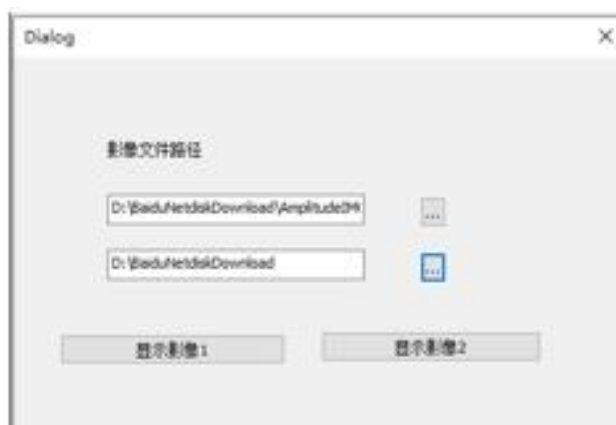 Dialog
影像文件路径
D:\BaiduNetdiskDownload\AmplitudeIM
...
D:\BaiduNetdiskDownload
...
显示影像1
显示影像2